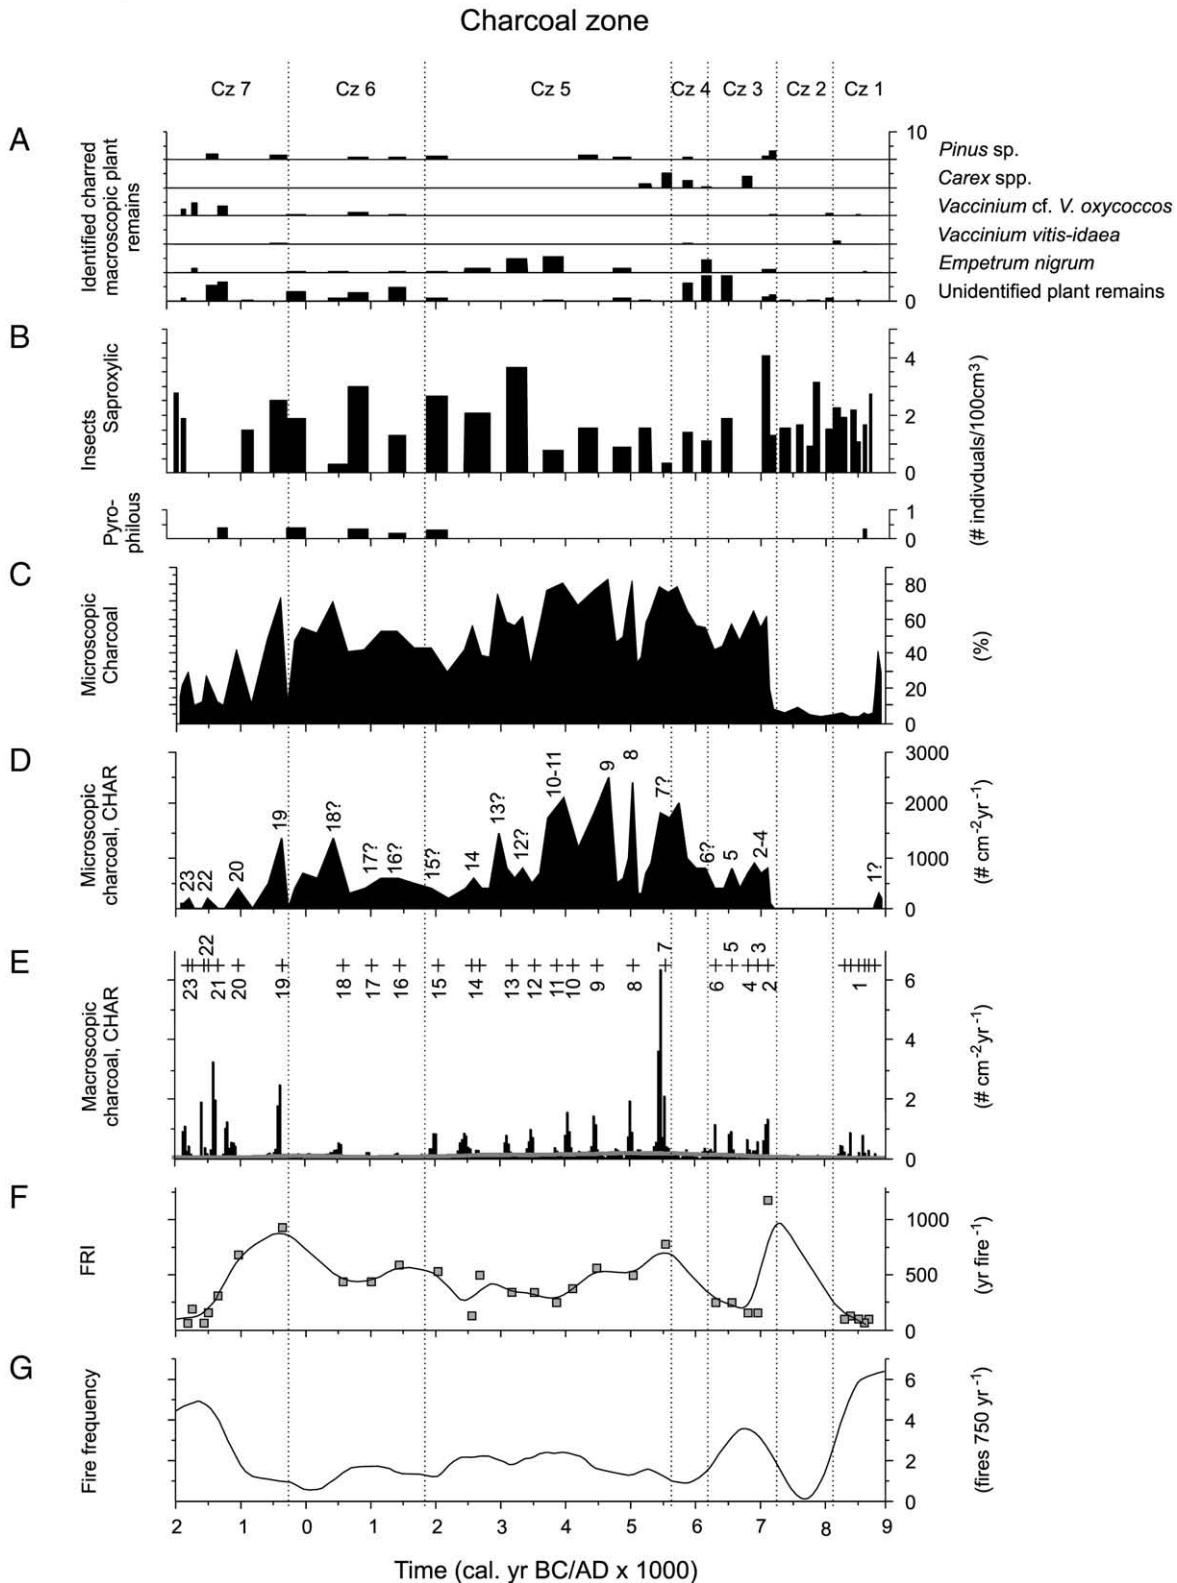 Charcoal zone
Cz 7 Cz 6 Cz 5 Cz 4 Cz 3 Cz 2 Cz 1
A
Identified charred
macroscopic plant
remains
10
Pinus sp.
Carex spp.
Vaccinium cf. V. oxycoccos
Vaccinium vitis-idaea
Empetrum nigrum
Unidentified plant remains
0
B
Insects
Saproxylic
4
2
0
Pyro-
philous
1
0
(# indivduals/100cm³)
C
Microscopic
Charcoal
80
60
40
20
0
(%)
D
Microscopic
charcoal, CHAR
23 22 20 19 18? 17? 16? 15? 14 13? 12? 10-11 9 8 7? 6? 5 2-4 1?
3000
2000
1000
0
(# cm⁻²yr⁻¹)
E
Macroscopic
charcoal, CHAR
22 7 5 3
23 21 20 19 18 17 16 15 14 13 12 11 10 9 8 6 4 2 1
6
4
2
0
(# cm⁻²yr⁻¹)
F
FRI
1000
500
0
(yr fire⁻¹)
G
Fire frequency
6
4
2
0
(fires 750 yr⁻¹)
2 1 0 1 2 3 4 5 6 7 8 9
Time (cal. yr BC/AD x 1000)